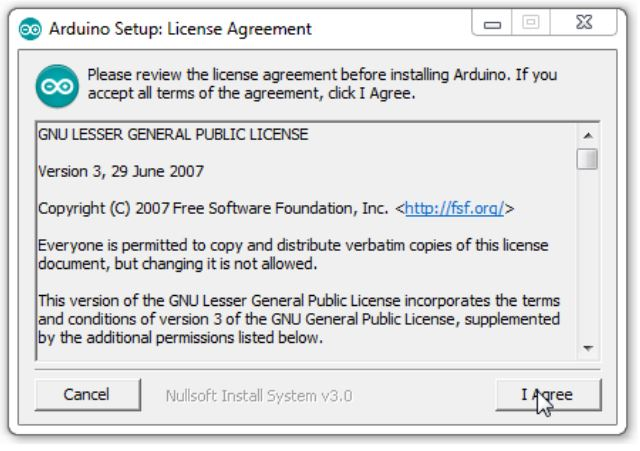 Arduino Setup: License Agreement
Please review the license agreement before installing Arduino. If you
accept all terms of the agreement, click I Agree.
GNU LESSER GENERAL PUBLIC LICENSE
Version 3, 29 June 2007
Copyright (C) 2007 Free Software Foundation, Inc. <http://fsf.org/>
Everyone is permitted to copy and distribute verbatim copies of this license
document, but changing it is not allowed.
This version of the GNU Lesser General Public License incorporates the terms
and conditions of version 3 of the GNU General Public License, supplemented
by the additional permissions listed below.
Cancel
Nullsoft Install System v3.0
I Agree